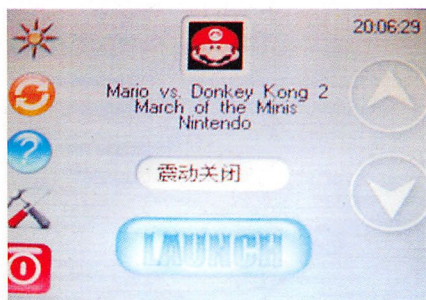 20:06:29
Mario vs. Donkey Kong 2
March of the Minis
Nintendo
震动关闭
LAUNCH